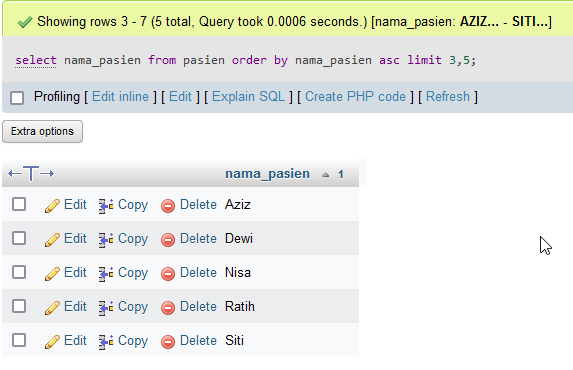 Showing rows 3 - 7 (5 total, Query took 0.0006 seconds.) [nama_pasien: AZIZ... - SITI...]
select nama_pasien from pasien order by nama_pasien asc limit 3,5;
Profiling [ Edit inline ] [ Edit ] [ Explain SQL ] [ Create PHP code ] [ Refresh ]
Extra options
nama_pasien 1
Edit Copy Delete Aziz
Edit Copy Delete Dewi
Edit Copy Delete Nisa
Edit Copy Delete Ratih
Edit Copy Delete Siti